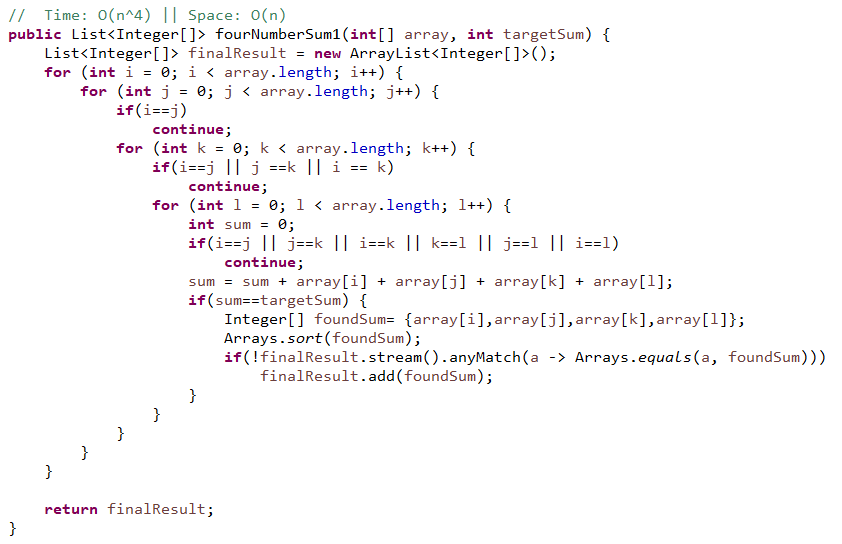 //  Time: O(n^4) || Space: O(n)
public List<Integer[]> fourNumberSum1(int[] array, int targetSum) {
    List<Integer[]> finalResult = new ArrayList<Integer[]>();
    for (int i = 0; i < array.length; i++) {
        for (int j = 0; j < array.length; j++) {
            if(i==j)
                continue;
            for (int k = 0; k < array.length; k++) {
                if(i==j || j ==k || i == k)
                    continue;
                for (int l = 0; l < array.length; l++) {
                    int sum = 0;
                    if(i==j || j==k || i==k || k==l || j==l || i==l)
                        continue;
                    sum = sum + array[i] + array[j] + array[k] + array[l];
                    if(sum==targetSum) {
                        Integer[] foundSum= {array[i],array[j],array[k],array[l]};
                        Arrays.sort(foundSum);
                        if(!finalResult.stream().anyMatch(a -> Arrays.equals(a, foundSum)))
                            finalResult.add(foundSum);
                    }
                }
            }
        }
    }

    return finalResult;
}